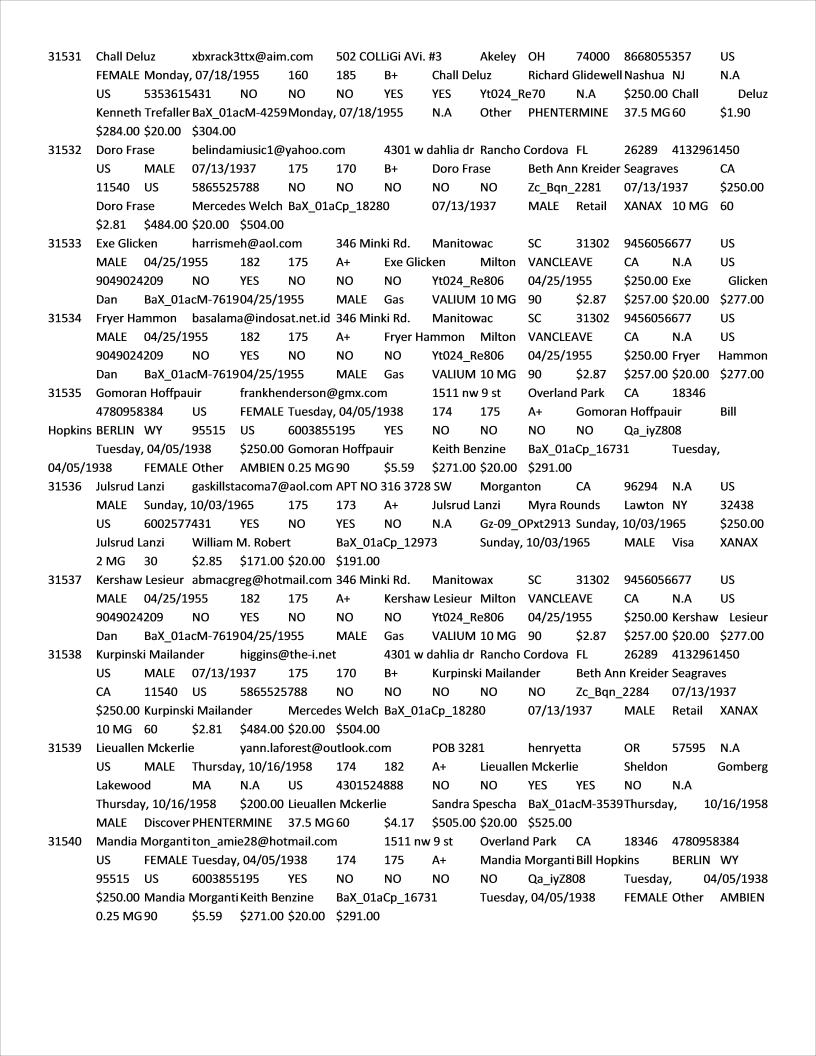 31531 Chall Deluz xbxrack3ttx@aim.com 502 COLLiGi AVi. #3 Akeley OH 74000 8668055357 US
FEMALE Monday, 07/18/1955 160 185 B+ Chall Deluz Richard Glidewell Nashua NJ N.A
US 5353615431 NO NO NO YES YES Yt024_Re70 N.A $250.00 Chall Deluz
Kenneth Trefaller BaX_01acM-4259 Monday, 07/18/1955 N.A Other PHENTERMINE 37.5 MG 60 $1.90
$284.00 $20.00 $304.00
31532 Doro Frase belindamiusic1@yahoo.com 4301 w dahlia dr Rancho Cordova FL 26289 4132961450
US MALE 07/13/1937 175 170 B+ Doro Frase Beth Ann Kreider Seagraves CA
11540 US 5865525788 NO NO NO NO NO Zc_Bqn_2281 07/13/1937 $250.00
Doro Frase Mercedes Welch BaX_01aCp_18280 07/13/1937 MALE Retail XANAX 10 MG 60
$2.81 $484.00 $20.00 $504.00
31533 Exe Glicken harrismeh@aol.com 346 Minki Rd. Manitowac SC 31302 9456056677 US
MALE 04/25/1955 182 175 A+ Exe Glicken Milton VANCLEAVE CA N.A US
9049024209 NO YES NO NO NO Yt024_Re806 04/25/1955 $250.00 Exe Glicken
Dan BaX_01acM-7619 04/25/1955 MALE Gas VALIUM 10 MG 90 $2.87 $257.00 $20.00 $277.00
31534 Fryer Hammon basalama@indosat.net.id 346 Minki Rd. Manitowac SC 31302 9456056677 US
MALE 04/25/1955 182 175 A+ Fryer Hammon Milton VANCLEAVE CA N.A US
9049024209 NO YES NO NO NO Yt024_Re806 04/25/1955 $250.00 Fryer Hammon
Dan BaX_01acM-7619 04/25/1955 MALE Gas VALIUM 10 MG 90 $2.87 $257.00 $20.00 $277.00
31535 Gomoran Hoffpauir frankhenderson@gmx.com 1511 nw 9 st Overland Park CA 18346
4780958384 US FEMALE Tuesday, 04/05/1938 174 175 A+ Gomoran Hoffpauir Bill
Hopkins BERLIN WY 95515 US 6003855195 YES NO NO NO NO Qa_iyZ808
Tuesday, 04/05/1938 $250.00 Gomoran Hoffpauir Keith Benzine BaX_01aCp_16731 Tuesday,
04/05/1938 FEMALE Other AMBIEN 0.25 MG 90 $5.59 $271.00 $20.00 $291.00
31536 Julsrud Lanzi gaskillstacoma7@aol.com APT NO 316 3728 SW Morganton CA 96294 N.A US
MALE Sunday, 10/03/1965 175 173 A+ Julsrud Lanzi Myra Rounds Lawton NY 32438
US 6002577431 YES NO YES NO N.A Gz-09_OPxt2913 Sunday, 10/03/1965 $250.00
Julsrud Lanzi William M. Robert BaX_01aCp_12973 Sunday, 10/03/1965 MALE Visa XANAX
2 MG 30 $2.85 $171.00 $20.00 $191.00
31537 Kershaw Lesieur abmacgreg@hotmail.com 346 Minki Rd. Manitowax SC 31302 9456056677 US
MALE 04/25/1955 182 175 A+ Kershaw Lesieur Milton VANCLEAVE CA N.A US
9049024209 NO YES NO NO NO Yt024_Re806 04/25/1955 $250.00 Kershaw Lesieur
Dan BaX_01acM-7619 04/25/1955 MALE Gas VALIUM 10 MG 90 $2.87 $257.00 $20.00 $277.00
31538 Kurpinski Mailander higgins@the-i.net 4301 w dahlia dr Rancho Cordova FL 26289 4132961450
US MALE 07/13/1937 175 170 B+ Kurpinski Mailander Beth Ann Kreider Seagraves
CA 11540 US 5865525788 NO NO NO NO NO Zc_Bqn_2284 07/13/1937
$250.00 Kurpinski Mailander Mercedes Welch BaX_01aCp_18280 07/13/1937 MALE Retail XANAX
10 MG 60 $2.81 $484.00 $20.00 $504.00
31539 Lieuallen Mckerlie yann.laforest@outlook.com POB 3281 henryetta OR 57595 N.A
US MALE Thursday, 10/16/1958 174 182 A+ Lieuallen Mckerlie Sheldon Gomberg
Lakewood MA N.A US 4301524888 NO NO YES YES NO N.A
Thursday, 10/16/1958 $200.00 Lieuallen Mckerlie Sandra Spescha BaX_01acM-3539 Thursday, 10/16/1958
MALE Discover PHENTERMINE 37.5 MG 60 $4.17 $505.00 $20.00 $525.00
31540 Mandia Morganti ton_amie28@hotmail.com 1511 nw 9 st Overland Park CA 18346 4780958384
US FEMALE Tuesday, 04/05/1938 174 175 A+ Mandia Morganti Bill Hopkins BERLIN WY
95515 US 6003855195 YES NO NO NO NO Qa_iyZ808 Tuesday, 04/05/1938
$250.00 Mandia Morganti Keith Benzine BaX_01aCp_16731 Tuesday, 04/05/1938 FEMALE Other AMBIEN
0.25 MG 90 $5.59 $271.00 $20.00 $291.00